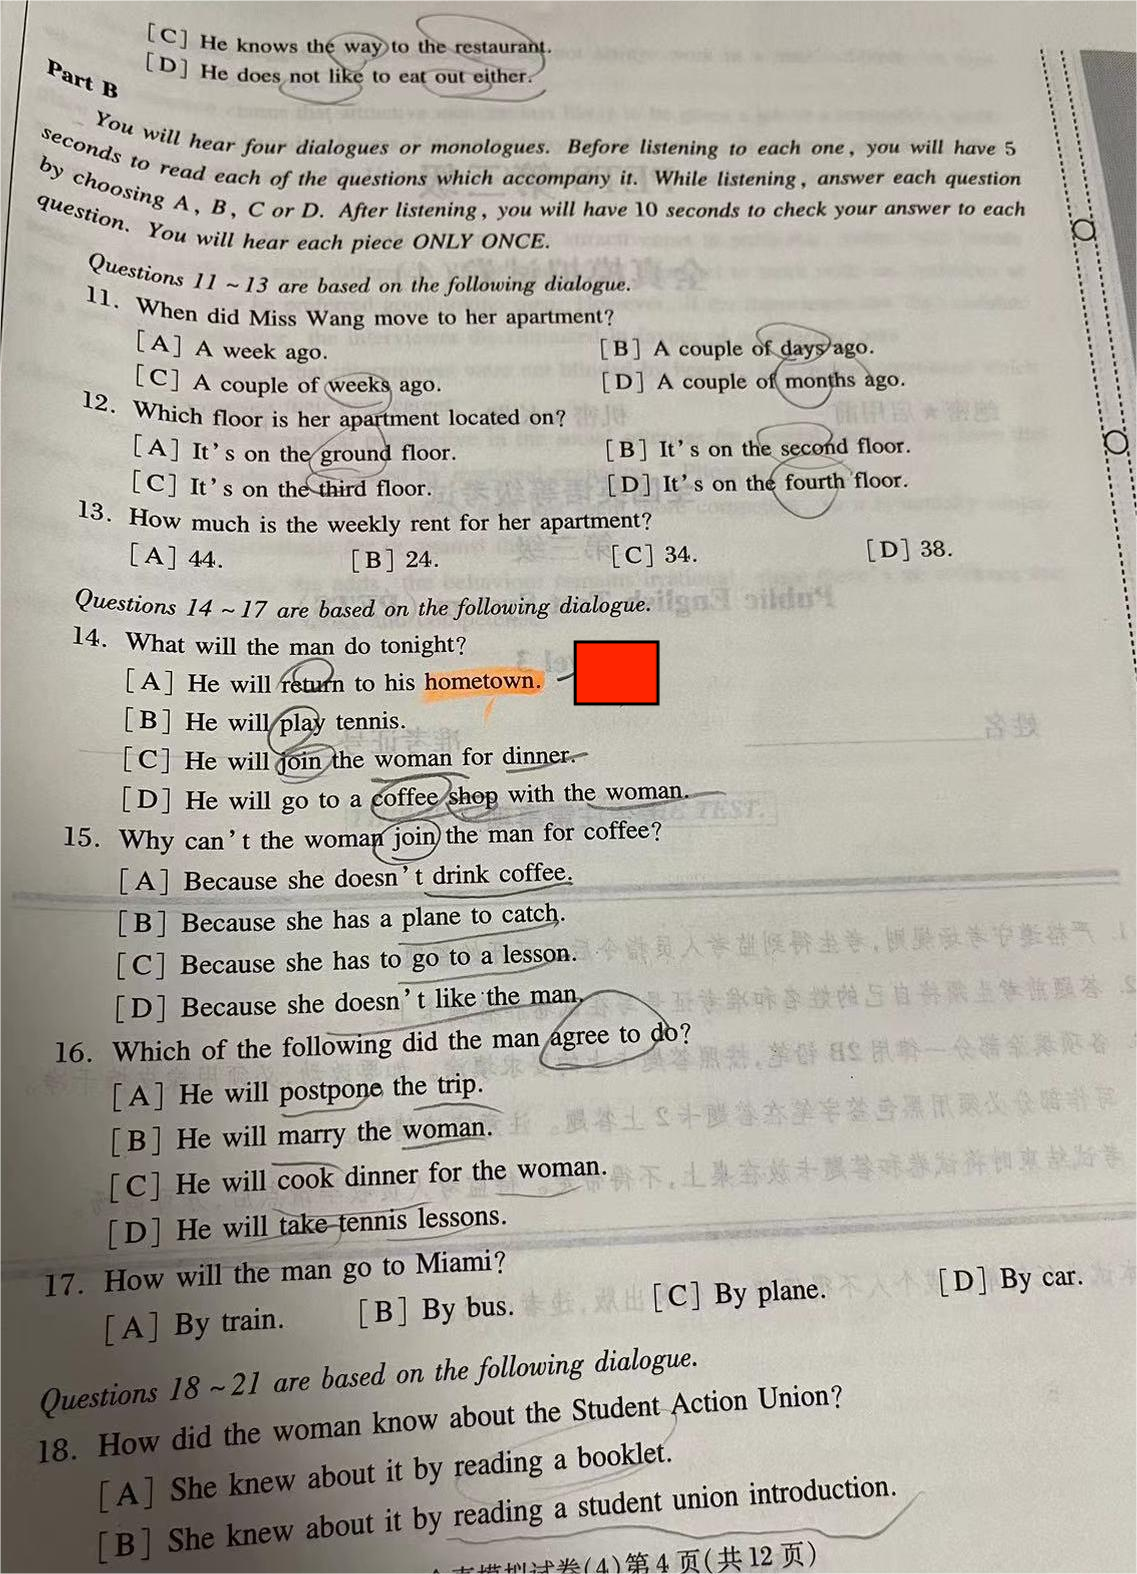 [C] He knows the way to the restaurant.
[D] He does not like to eat out either.
Part B
You will hear four dialogues or monologues. Before listening to each one, you will have 5
seconds to read each of the questions which accompany it. While listening, answer each question
by choosing A, B, C or D. After listening, you will have 10 seconds to check your answer to each
question. You will hear each piece ONLY ONCE.
Questions 11 ~ 13 are based on the following dialogue.
11. When did Miss Wang move to her apartment?
[A] A week ago. [B] A couple of days ago.
[C] A couple of weeks ago. [D] A couple of months ago.
12. Which floor is her apartment located on?
[A] It's on the ground floor. [B] It's on the second floor.
[C] It's on the third floor. [D] It's on the fourth floor.
13. How much is the weekly rent for her apartment?
[A] 44. [B] 24. [C] 34. [D] 38.
Questions 14 ~ 17 are based on the following dialogue.
14. What will the man do tonight?
[A] He will return to his hometown.
[B] He will play tennis.
[C] He will join the woman for dinner.
[D] He will go to a coffee shop with the woman.
15. Why can't the woman join the man for coffee?
[A] Because she doesn't drink coffee.
[B] Because she has a plane to catch.
[C] Because she has to go to a lesson.
[D] Because she doesn't like the man.
16. Which of the following did the man agree to do?
[A] He will postpone the trip.
[B] He will marry the woman.
[C] He will cook dinner for the woman.
[D] He will take tennis lessons.
17. How will the man go to Miami?
[A] By train. [B] By bus. [C] By plane. [D] By car.
Questions 18 ~ 21 are based on the following dialogue.
18. How did the woman know about the Student Action Union?
[A] She knew about it by reading a booklet.
[B] She knew about it by reading a student union introduction.
模拟试卷(4)第 4 页(共 12 页)